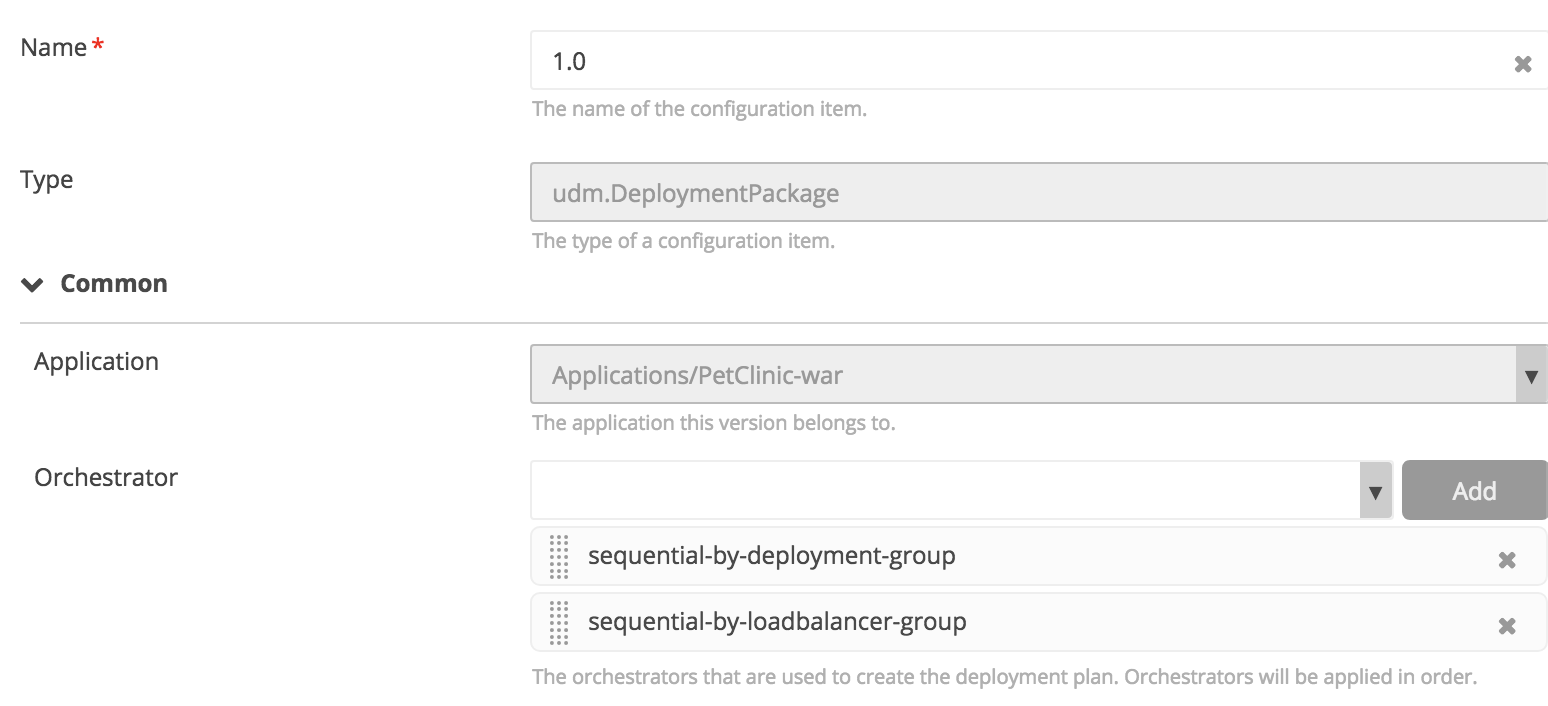 Name*
1.0
The name of the configuration item.
Type
udm.DeploymentPackage
The type of a configuration item.
Common
Application
Applications/PetClinic-war
The application this version belongs to.
Orchestrator
Add
sequential-by-deployment-group
sequential-by-loadbalancer-group
The orchestrators that are used to create the deployment plan. Orchestrators will be applied in order.